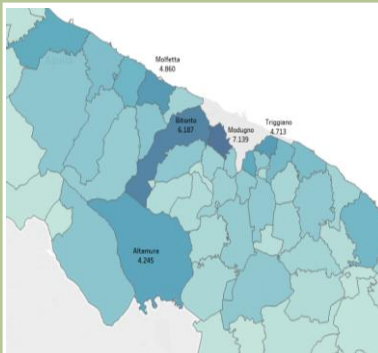 Molfetta
4.860
Bitonto
6.187
Modugno
7.139
Triggiano
4.713
Altamura
4.245